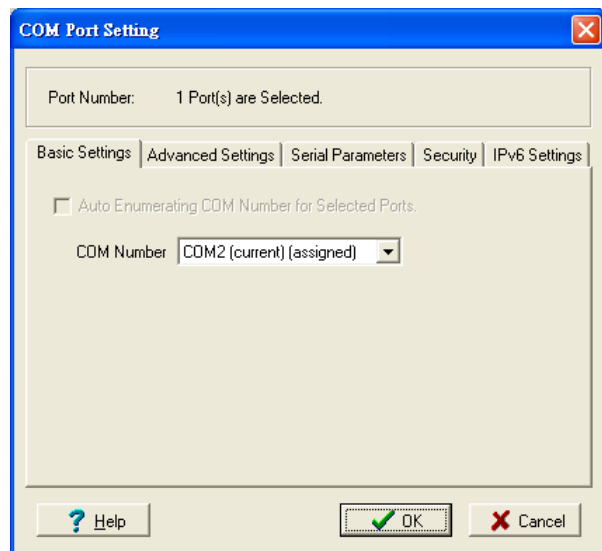 COM Port Setting
Port Number: 1 Port(s) are Selected.
Basic Settings Advanced Settings Serial Parameters Security IPv6 Settings
Auto Enumerating COM Number for Selected Ports.
COM Number COM2 (current) (assigned)
? Help OK Cancel